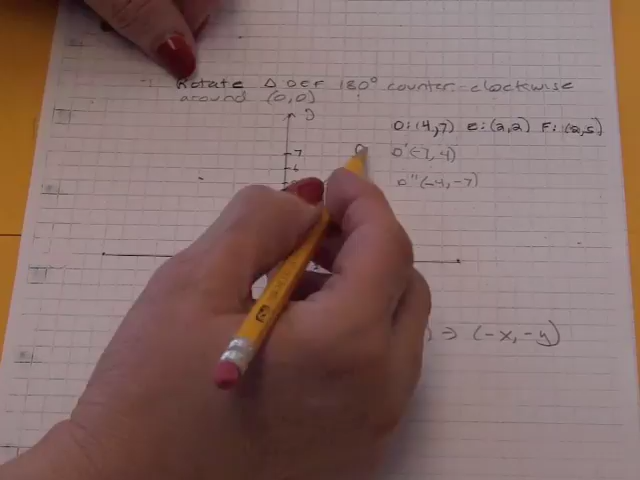 Rotate Δ DEF 180° counter-clockwise
around (0,0)
y
D:(4,7) E:(2,2) F:(2,5)
7
D
D'(-7,4)
6
D"(-4,-7)
) → (-x,-y)